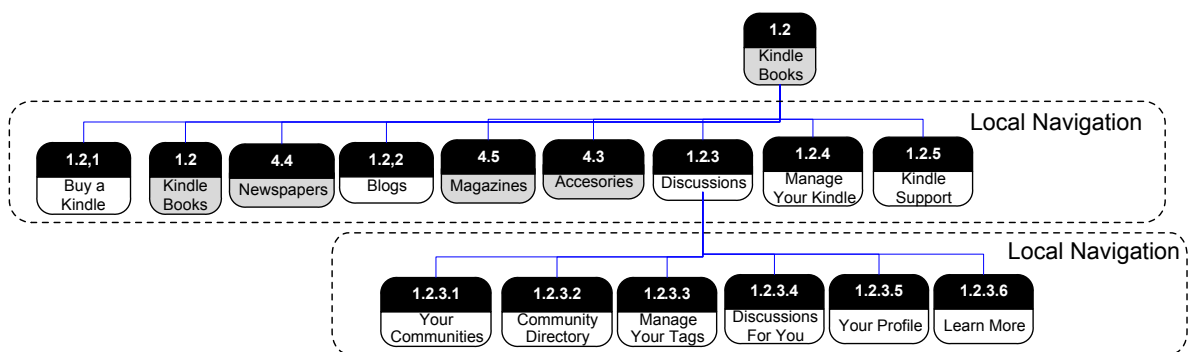 1.2
Kindle
Books
Local Navigation
1.2,1
Buy a
Kindle
1.2
Kindle
Books
4.4
Newspapers
1.2,2
Blogs
4.5
Magazines
4.3
Accesories
1.2.3
Discussions
1.2.4
Manage
Your Kindle
1.2.5
Kindle
Support
Local Navigation
1.2.3.1
Your
Communities
1.2.3.2
Community
Directory
1.2.3.3
Manage
Your Tags
1.2.3.4
Discussions
For You
1.2.3.5
Your Profile
1.2.3.6
Learn More